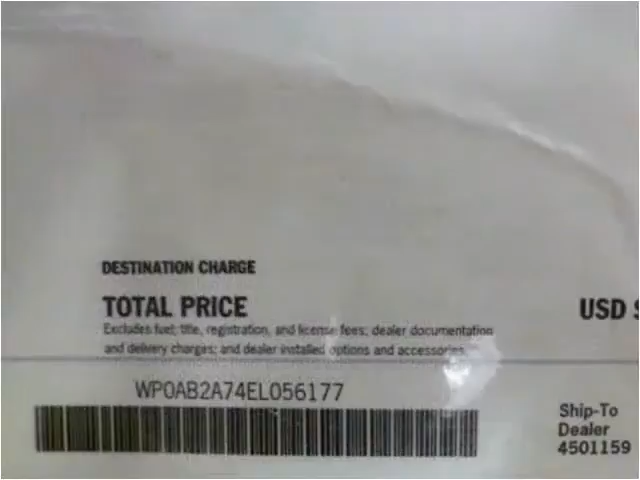 DESTINATION CHARGE
TOTAL PRICE
USD $
Excludes fuel; title, registration, and license fees; dealer documentation
and delivery charges; and dealer installed options and accessories.
WP0AB2A74EL056177
Ship-To
Dealer
4501159